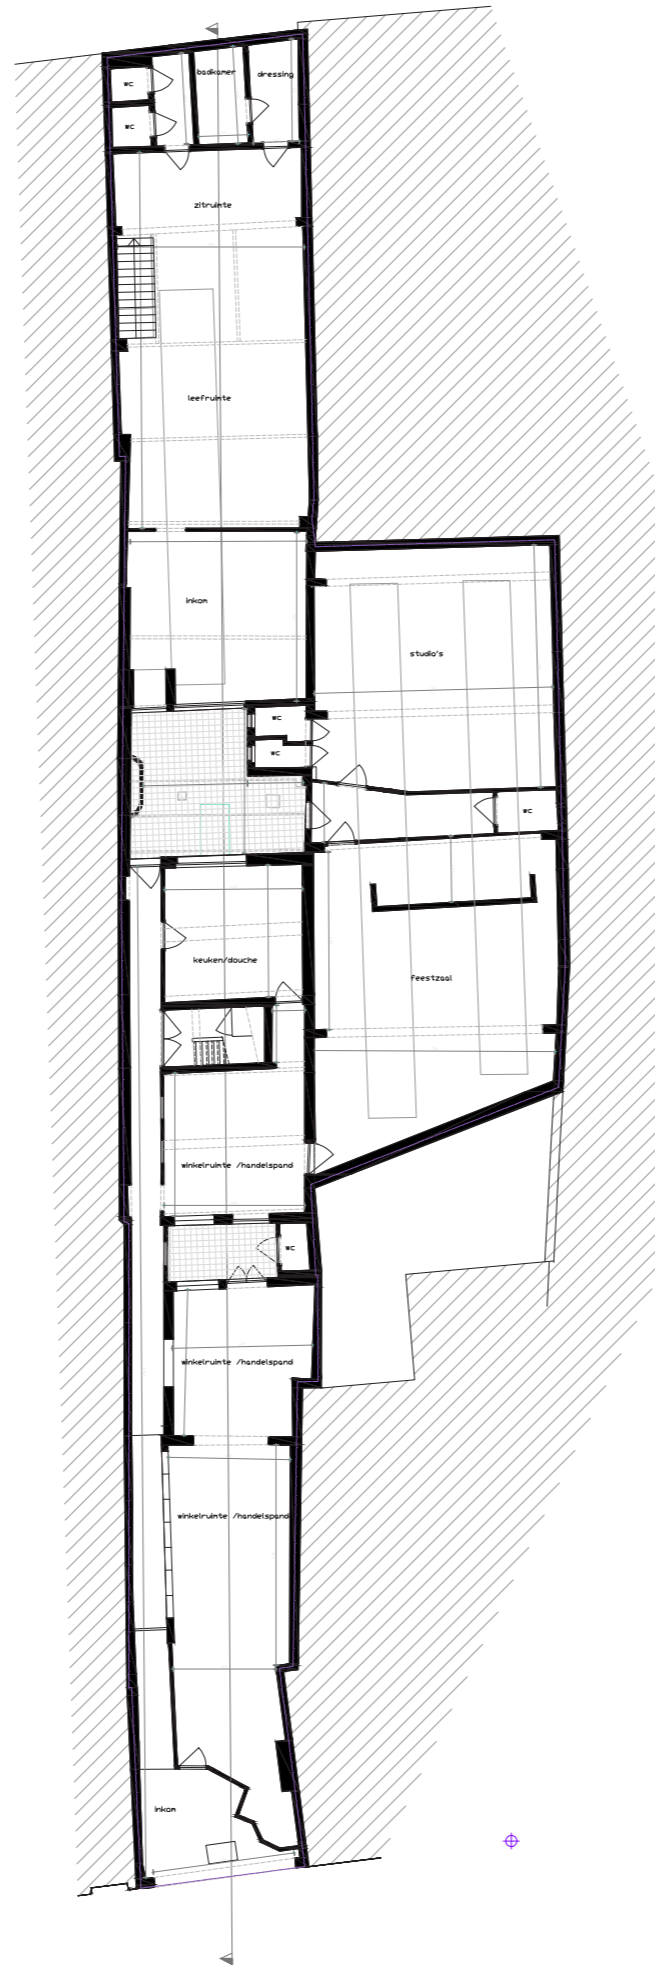 badkamer
dressing
WC
WC
zitruimte
leefruimte
inkom
studio's
WC
WC
WC
keuken/douche
feestzaal
winkelruimte /handelspand
WC
winkelruimte /handelspand
winkelruimte /handelspand
inkom